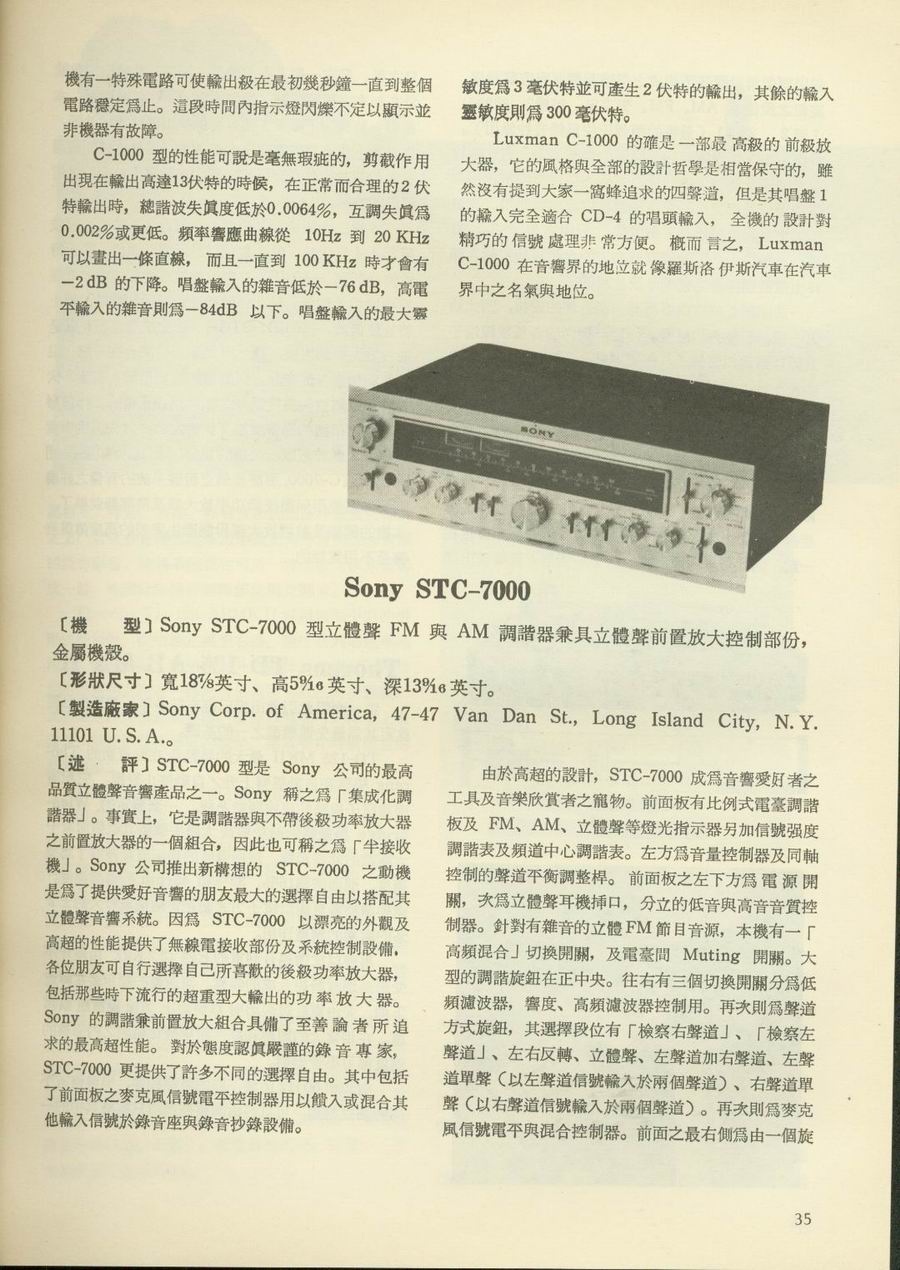 機有一特殊電路可使輸出級在最初幾秒鐘一直到整個
電路穩定爲止。這段時間內指示燈閃爍不定以顯示並
非機器有故障。
C-1000 型的性能可說是毫無瑕疵的，剪截作用
出現在輸出高達13伏特的時候，在正常而合理的 2 伏
特輸出時，總諧波失眞度低於0.0064%，互調失眞爲
0.002%或更低。頻率響應曲線從 10Hz 到 20 KHz
可以畫出一條直線，而且一直到 100 KHz 時才會有
－2 dB 的下降。唱盤輸入的雜音低於－76 dB，高電
平輸入的雜音則爲－84dB 以下。唱盤輸入的最大靈
敏度爲 3 毫伏特並可產生 2 伏特的輸出，其餘的輸入
靈敏度則爲 300 毫伏特。
Luxman C-1000 的確是一部最高級的前級放
大器，它的風格與全部的設計哲學是相當保守的，雖
然沒有提到大家一窩蜂追求的四聲道，但是其唱盤 1
的輸入完全適合 CD-4 的唱頭輸入，全機的設計對
精巧的信號處理非常方便。概而言之，Luxman
C-1000 在音響界的地位就像羅斯洛伊斯汽車在汽車
界中之名氣與地位。
SONY
Sony STC-7000
〔機　型〕Sony STC-7000 型立體聲 FM 與 AM 調諧器兼具立體聲前置放大控制部份，
金屬機殼。
〔形狀尺寸〕寬18⅞英寸、高5⁹⁄₁₆英寸、深13⁹⁄₁₆英寸。
〔製造廠家〕Sony Corp. of America, 47-47 Van Dan St., Long Island City, N. Y.
11101 U. S. A.。
〔述　評〕STC-7000 型是 Sony 公司的最高
品質立體聲音響產品之一。Sony 稱之爲「集成化調
諧器」。事實上，它是調諧器與不帶後級功率放大器
之前置放大器的一個組合，因此也可稱之爲「半接收
機」。Sony 公司推出新構想的 STC-7000 之動機
是爲了提供愛好音響的朋友最大的選擇自由以搭配其
立體聲音響系統。因爲 STC-7000 以漂亮的外觀及
高超的性能提供了無線電接收部份及系統控制設備，
各位朋友可自行選擇自己所喜歡的後級功率放大器，
包括那些時下流行的超重型大輸出的功率放大器。
Sony 的調諧兼前置放大組合具備了至善論者所追
求的最高超性能。對於態度認眞嚴謹的錄音專家，
STC-7000 更提供了許多不同的選擇自由。其中包括
了前面板之麥克風信號電平控制器用以饋入或混合其
他輸入信號於錄音座與錄音抄錄設備。
由於高超的設計，STC-7000 成爲音響愛好者之
工具及音樂欣賞者之寵物。前面板有比例式電臺調諧
板及 FM、AM、立體聲等燈光指示器另加信號强度
調諧表及頻道中心調諧表。左方爲音量控制器及同軸
控制的聲道平衡調整桿。前面板之左下方爲電源開
關，次爲立體聲耳機挿口，分立的低音與高音音質控
制器。針對有雜音的立體 FM 節目音源，本機有一「
高頻混合」切換開關，及電臺間 Muting 開關。大
型的調諧旋鈕在正中央。往右有三個切換開關分爲低
頻濾波器，響度、高頻濾波器控制用。再次則爲聲道
方式旋鈕，其選擇段位有「檢察右聲道」、「檢察左
聲道」、左右反轉、立體聲、左聲道加右聲道、左聲
道單聲（以左聲道信號輸入於兩個聲道）、右聲道單
聲（以右聲道信號輸入於兩個聲道）。再次則爲麥克
風信號電平與混合控制器。前面之最右側爲由一個旋
35